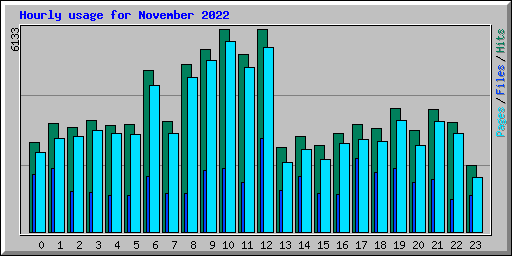 Hourly usage for November 2022
6133
Pages / Files / Hits
0 1 2 3 4 5 6 7 8 9 10 11 12 13 14 15 16 17 18 19 20 21 22 23